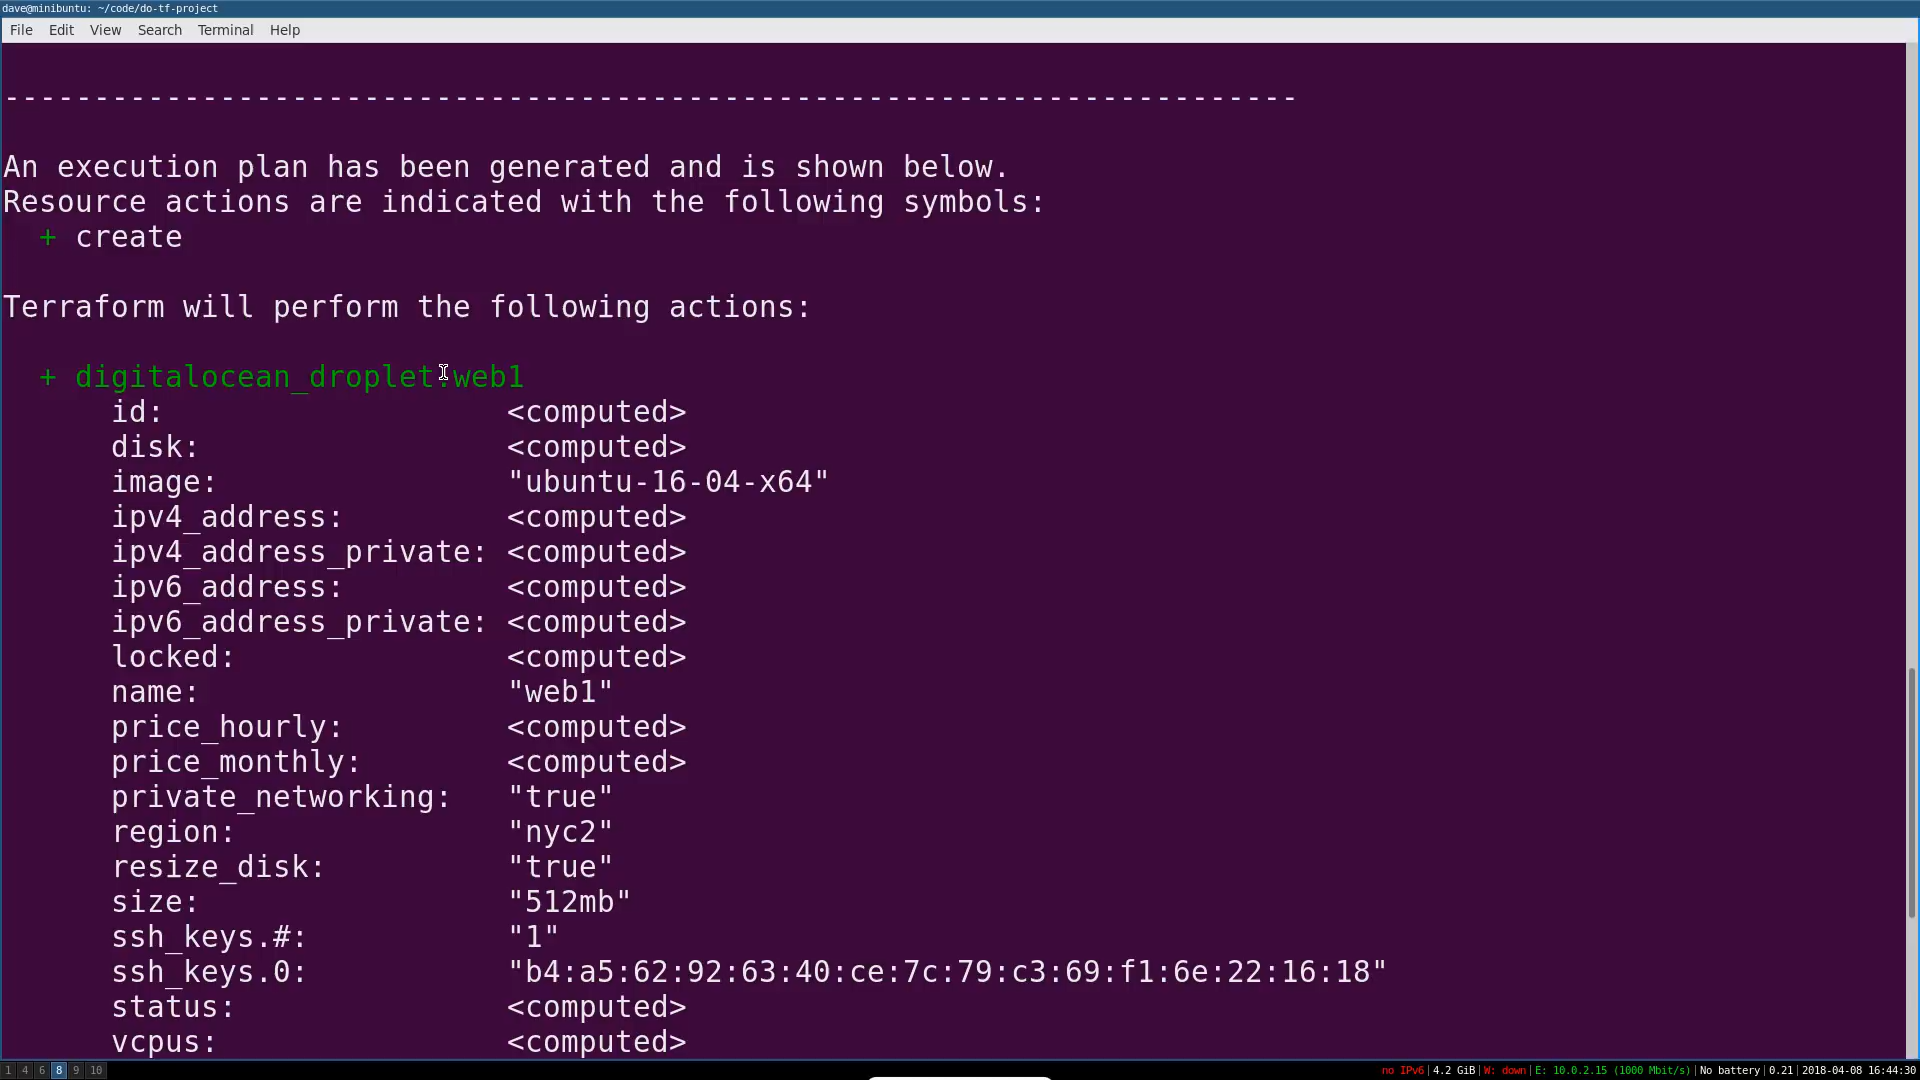 dave@minibuntu: ~/code/do-tf-project
File Edit View Search Terminal Help
------------------------------------------------------------------------
An execution plan has been generated and is shown below.
Resource actions are indicated with the following symbols:
  + create
Terraform will perform the following actions:
  + digitalocean_droplet.web1
      id:                   <computed>
      disk:                 <computed>
      image:                "ubuntu-16-04-x64"
      ipv4_address:         <computed>
      ipv4_address_private: <computed>
      ipv6_address:         <computed>
      ipv6_address_private: <computed>
      locked:               <computed>
      name:                 "web1"
      price_hourly:         <computed>
      price_monthly:        <computed>
      private_networking:   "true"
      region:               "nyc2"
      resize_disk:          "true"
      size:                 "512mb"
      ssh_keys.#:           "1"
      ssh_keys.0:           "b4:a5:62:92:63:40:ce:7c:79:c3:69:f1:6e:22:16:18"
      status:               <computed>
      vcpus:                <computed>
1 4 6 8 9 10 no IPv6|4.2 GiB|W: down|E: 10.0.2.15 (1000 Mbit/s)|No battery|0.21|2018-04-08 16:44:30